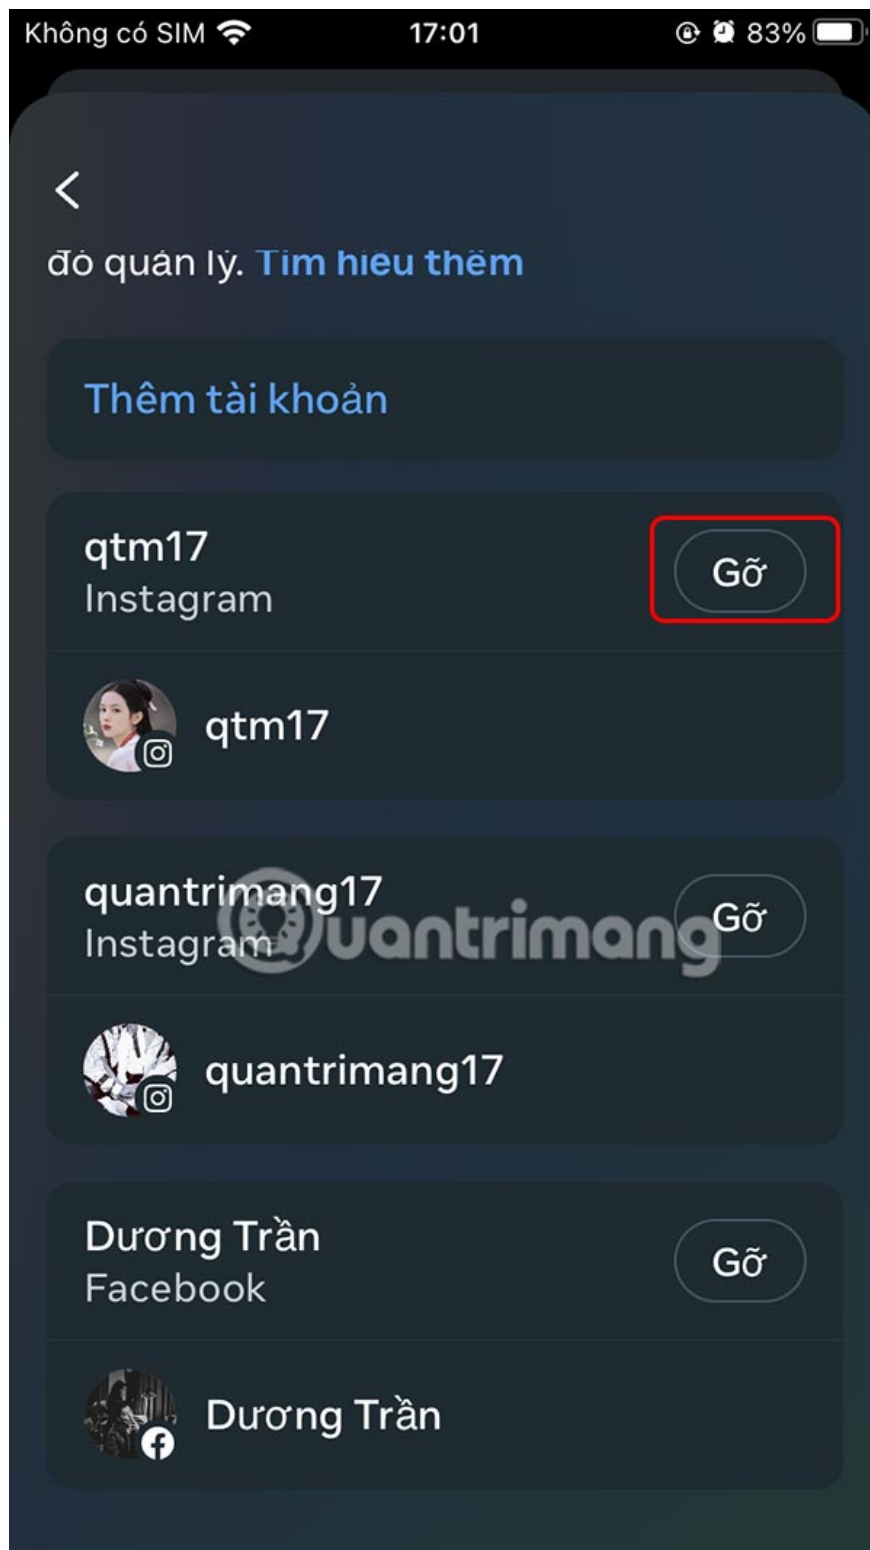 Không có SIM 17:01 83%
đó quản lý. Tìm hiểu thêm
Thêm tài khoản
qtm17
Instagram
Gỡ
qtm17
quantrimang17
Instagram
Gỡ
Quantrimang
quantrimang17
Dương Trần
Facebook
Gỡ
Dương Trần